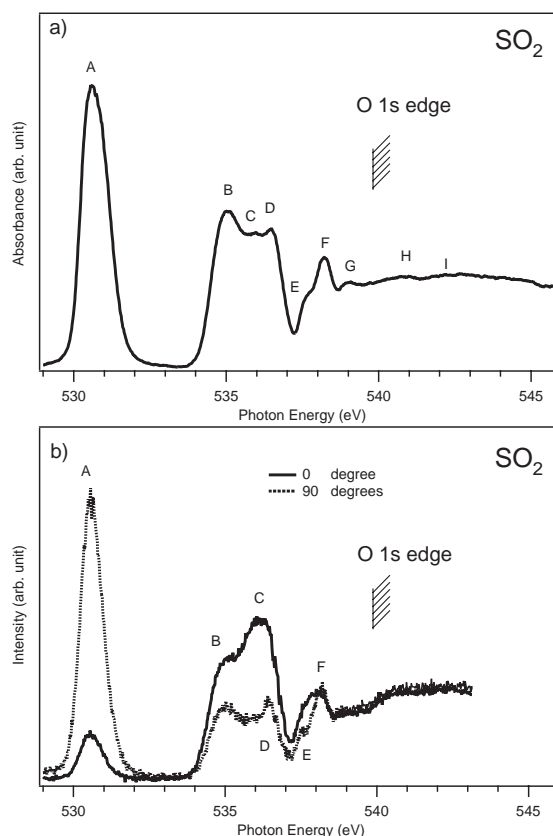 a)
SO2
A
O 1s edge
B
C
D
E
F
G
H
I
Absorbance (arb. unit)
530
535
540
545
Photon Energy (eV)
b)
SO2
A
0 degree
90 degrees
O 1s edge
B
C
D
E
F
Intensity (arb. unit)
530
535
540
545
Photon Energy (eV)